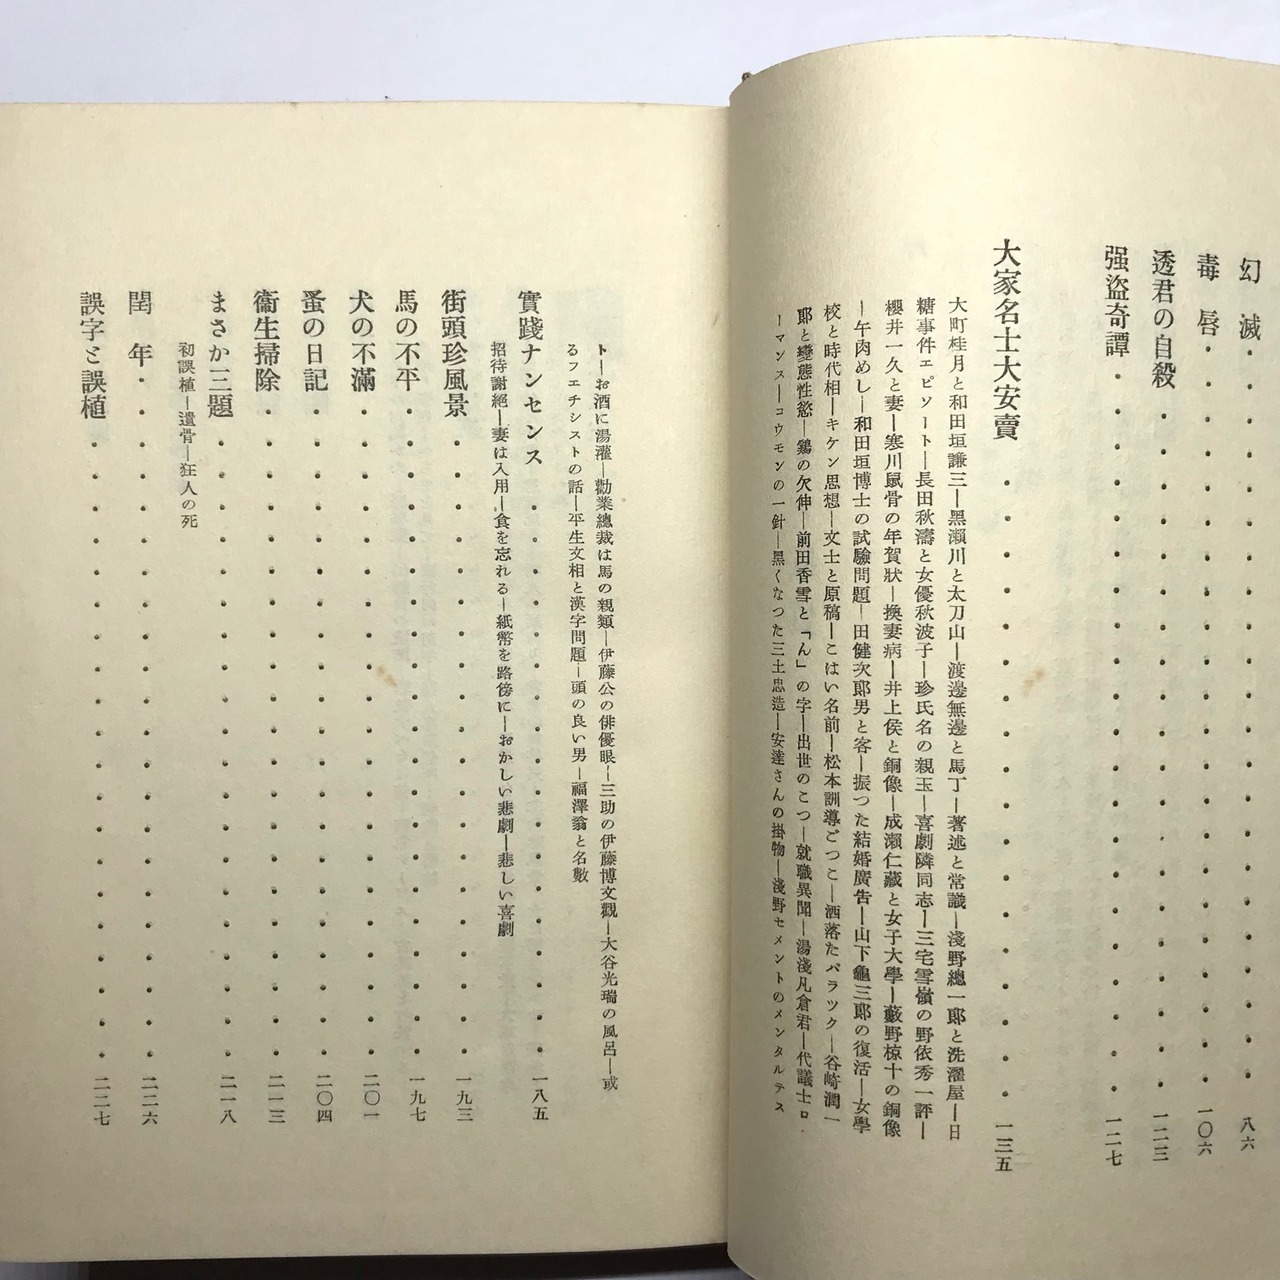 幻滅・・・・・・・・・・・・・・・・・・・・・・・八六
毒唇・・・・・・・・・・・・・・・・・・・・・・・一〇六
透君の自殺・・・・・・・・・・・・・・・・・・・・一二三
强盗奇譚・・・・・・・・・・・・・・・・・・・・・一二七
大家名士大安賣・・・・・・・・・・・・・・・・・・一三五
大町桂月と和田垣謙三―黑瀨川と太刀山―渡邊無邊と馬丁―著述と常識―淺野總一郞と洗濯屋―日
糖事件エピソート―長田秋濤と女優秋波子―珍氏名の親玉―喜劇隣同志―三宅雪嶺の野依秀一評―
櫻井一久と妻―寒川鼠骨の年賀狀―換妻病―井上侯と銅像―成瀨仁藏と女子大學―藪野椋十の銅像
―午肉めし―和田垣博士の試驗問題―田健次郞男と客―振つた結婚廣告―山下龜三郞の復活―女學
校と時代相―キケン思想―文士と原稿―こはい名前―松本訓導ごつこ―洒落たバラツク―谷崎潤一
郞と變態性慾―鷄の欠伸―前田香雪と「ん」の字―出世のこつ―就職異聞―湯淺凡倉君―代議士ロ
ーマンス―コウモンの一針―黑くなつた三土忠造―安達さんの掛物―淺野セメントのメンタルテス
ト―お酒に湯灌―勸業總裁は馬の親類―伊藤公の俳優眼―三助の伊藤博文觀―大谷光瑞の風呂―或
るフエチシストの話―平生文相と漢字問題―頭の良い男―福澤翁と名數
實踐ナンセンス・・・・・・・・・・・・・・・・・・一八五
招待謝絕―妻は入用―食を忘れる―紙幣を路傍に―おかしい悲劇―悲しい喜劇
街頭珍風景・・・・・・・・・・・・・・・・・・・・一九三
馬の不平・・・・・・・・・・・・・・・・・・・・・一九七
犬の不滿・・・・・・・・・・・・・・・・・・・・・二〇一
蚤の日記・・・・・・・・・・・・・・・・・・・・・二〇四
衞生掃除・・・・・・・・・・・・・・・・・・・・・二一三
まさか三題・・・・・・・・・・・・・・・・・・・・二一八
初誤植―遺骨―狂人の死
閏年・・・・・・・・・・・・・・・・・・・・・・・二二六
誤字と誤植・・・・・・・・・・・・・・・・・・・・二二七